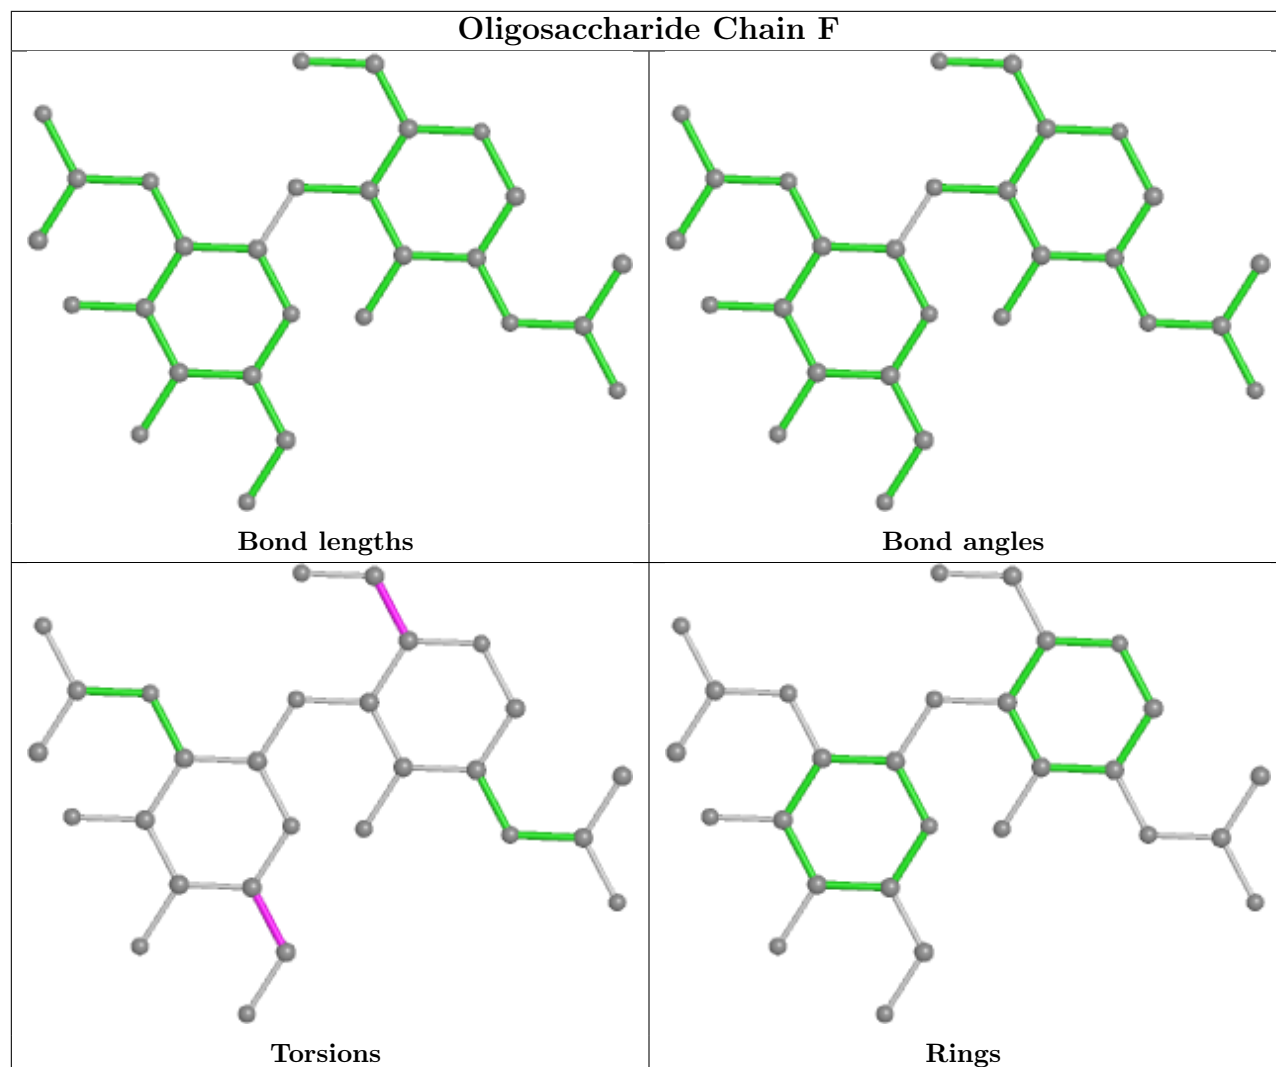 Oligosaccharide Chain F
Bond lengths
Bond angles
Torsions
Rings